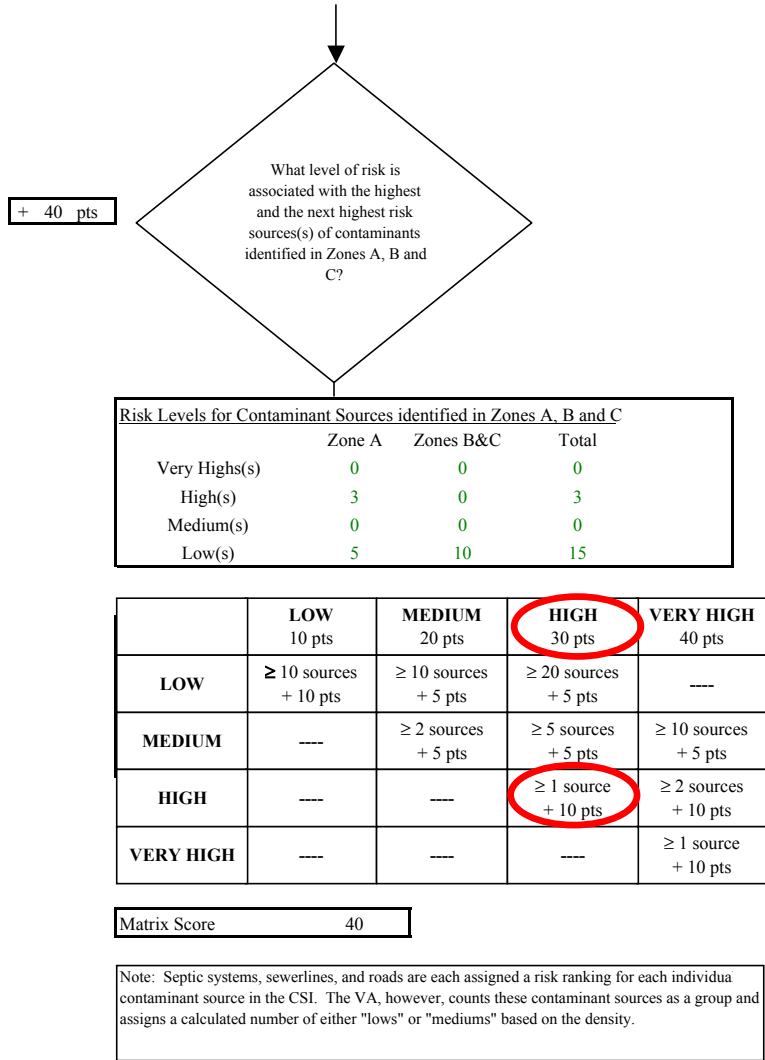 What level of risk is
associated with the highest
and the next highest risk
sources(s) of contaminants
identified in Zones A, B and
C?
+ 40 pts
Risk Levels for Contaminant Sources identified in Zones A, B and C
Zone A Zones B&C Total
Very Highs(s) 0 0 0
High(s) 3 0 3
Medium(s) 0 0 0
Low(s) 5 10 15
LOW MEDIUM HIGH VERY HIGH
10 pts 20 pts 30 pts 40 pts
LOW ≥ 10 sources + 10 pts ≥ 10 sources + 5 pts ≥ 20 sources + 5 pts ----
MEDIUM ---- ≥ 2 sources + 5 pts ≥ 5 sources + 5 pts ≥ 10 sources + 5 pts
HIGH ---- ---- ≥ 1 source + 10 pts ≥ 2 sources + 10 pts
VERY HIGH ---- ---- ---- ≥ 1 source + 10 pts
Matrix Score 40
Note: Septic systems, sewerlines, and roads are each assigned a risk ranking for each individua
contaminant source in the CSI. The VA, however, counts these contaminant sources as a group and
assigns a calculated number of either "lows" or "mediums" based on the density.